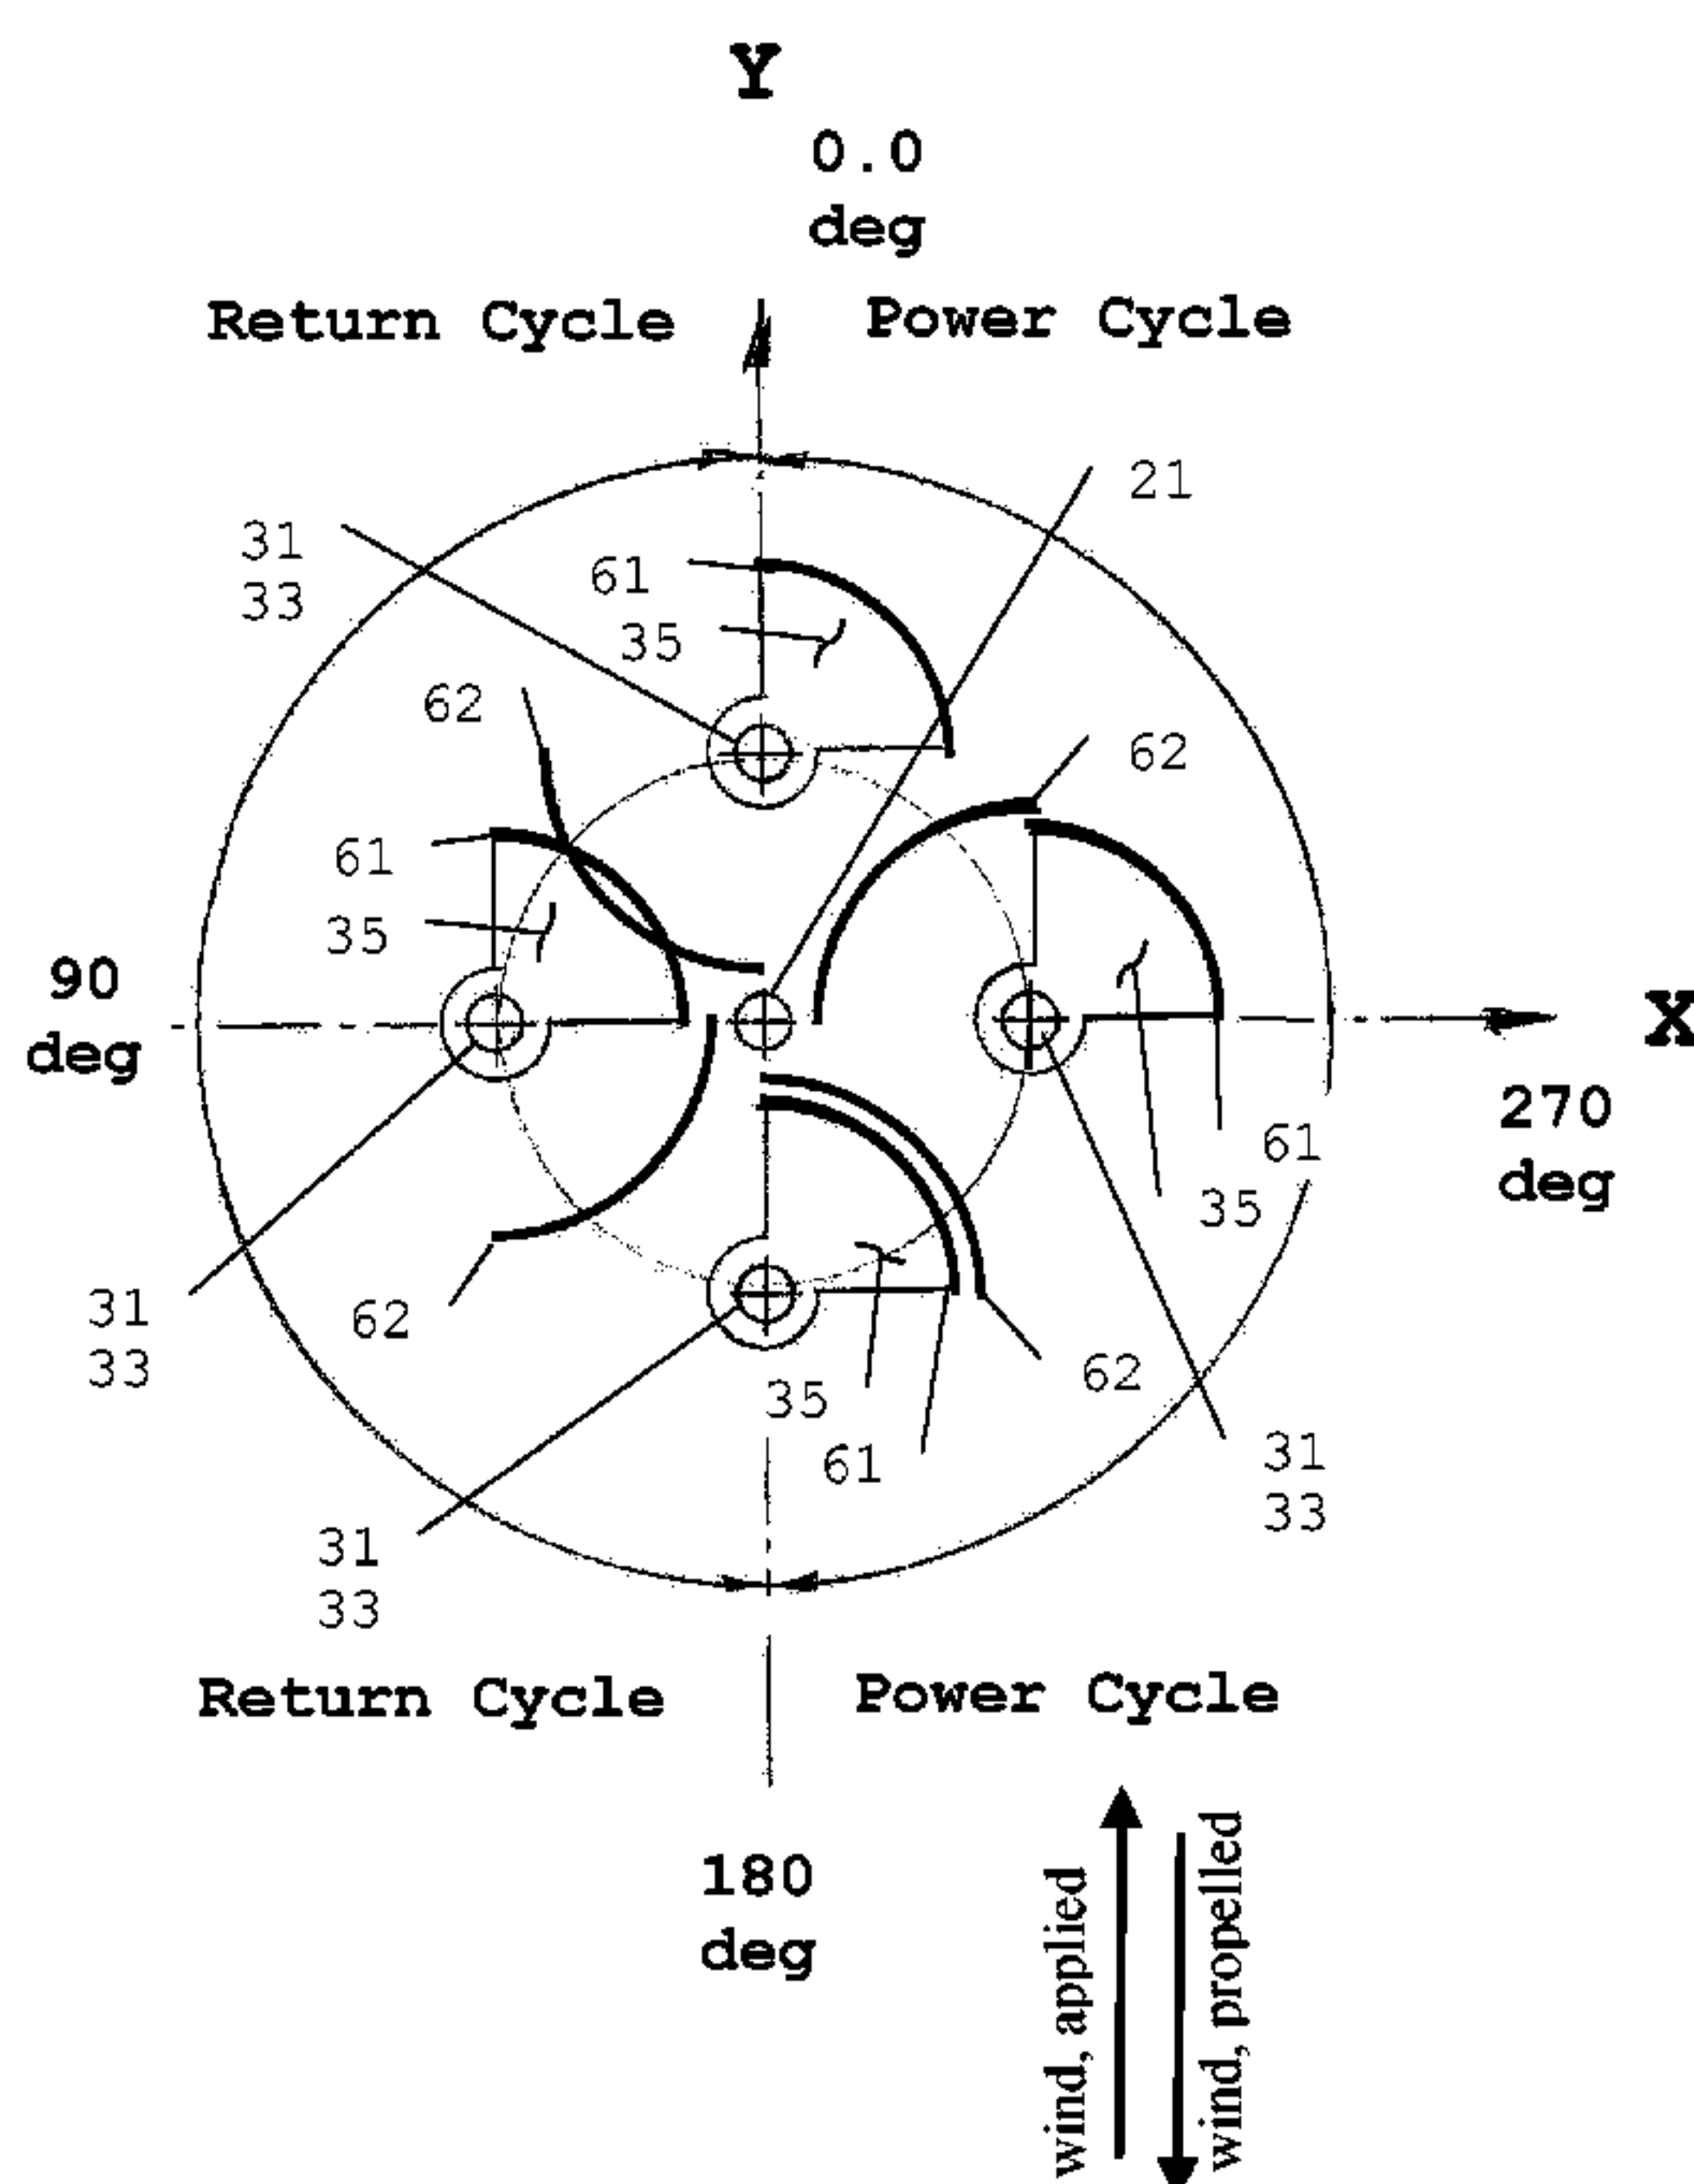 Y
0.0
deg
Return Cycle
Power Cycle
21
31
33
61
35
62
62
61
35
90
deg
X
270
deg
61
35
31
33
62
62
35
61
31
33
31
33
Return Cycle
Power Cycle
180
deg
wind, applied
wind, propelled